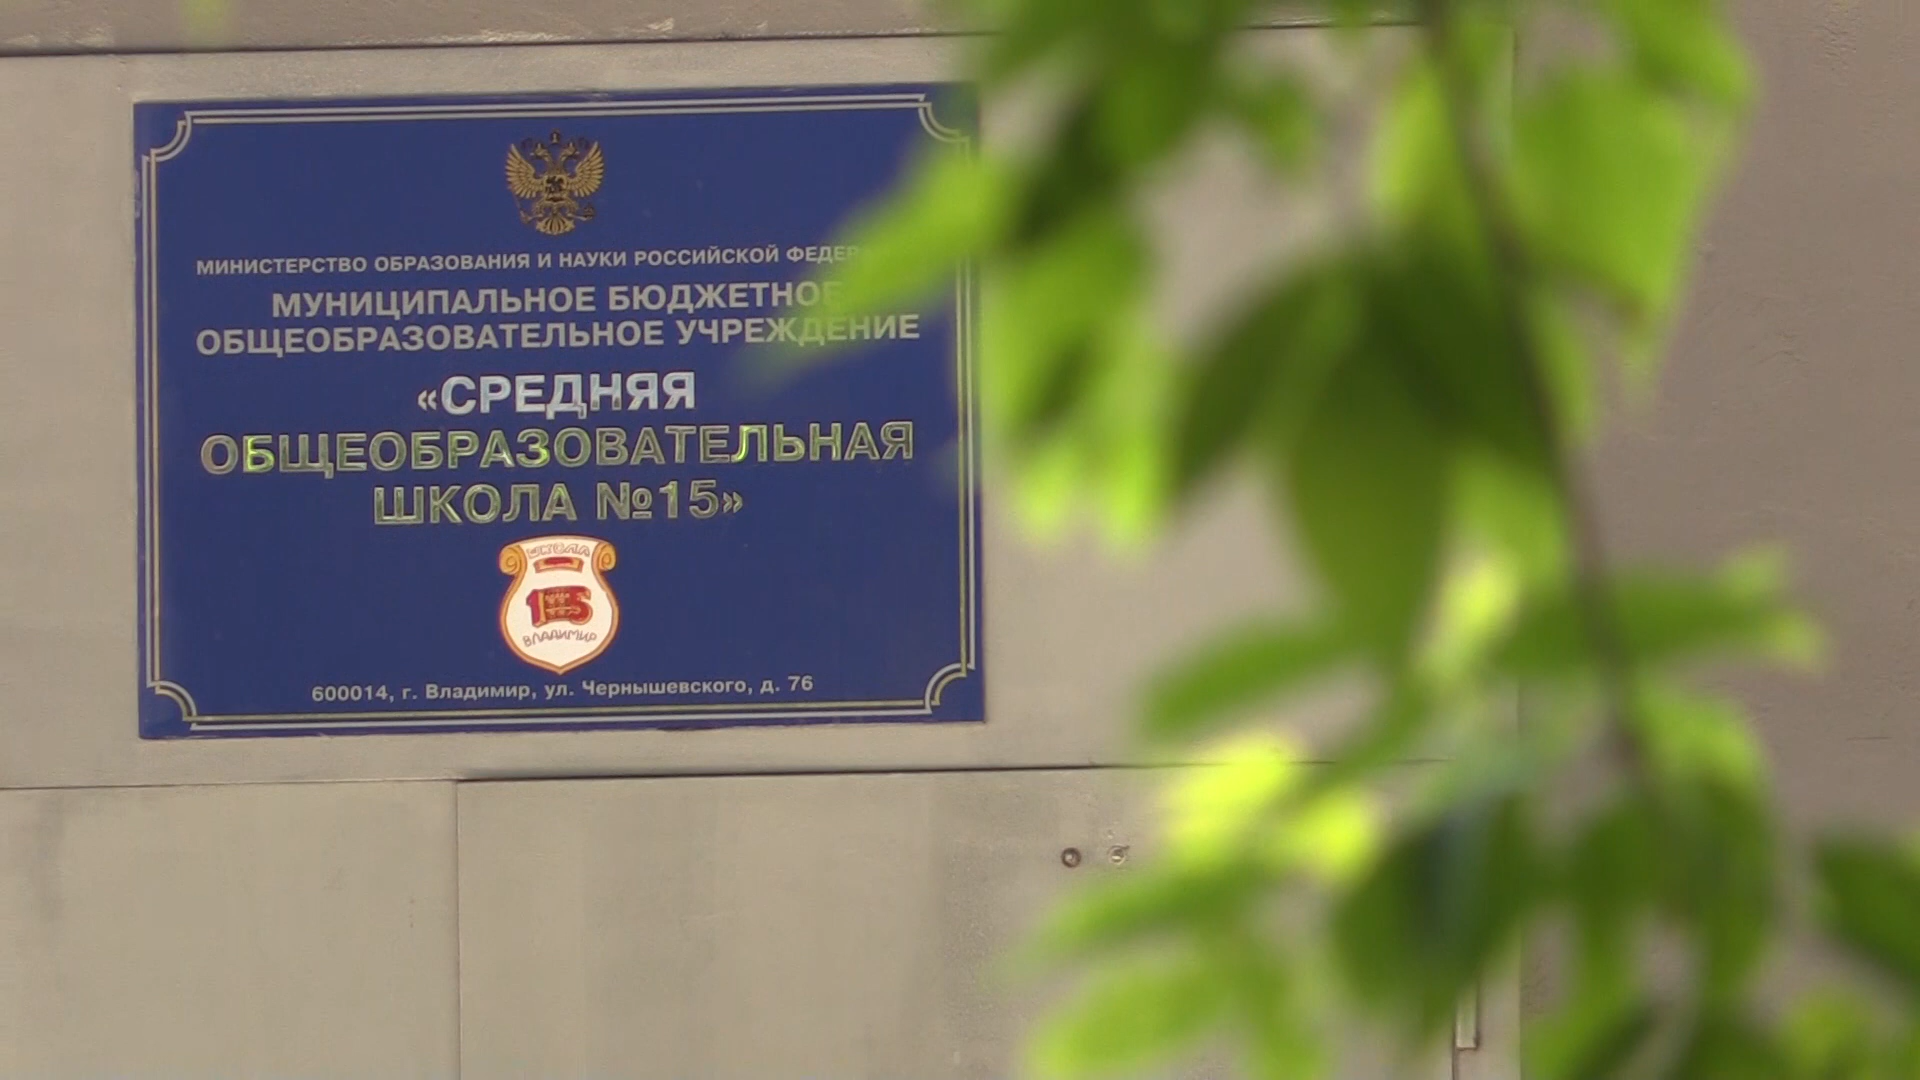 МИНИСТЕРСТВО ОБРАЗОВАНИЯ И НАУКИ РОССИЙСКОЙ
МУНИЦИПАЛЬНОЕ БЮДЖЕТНОЕ
ОБЩЕОБРАЗОВАТЕЛЬНОЕ УЧРЕЖДЕНИЕ
«СРЕДНЯЯ
ОБЩЕОБРАЗОВАТЕЛЬНАЯ
ШКОЛА №15»
ШКОЛА
15
ВЛАДИМИР
600014, г. Владимир, ул. Чернышевского, д. 76